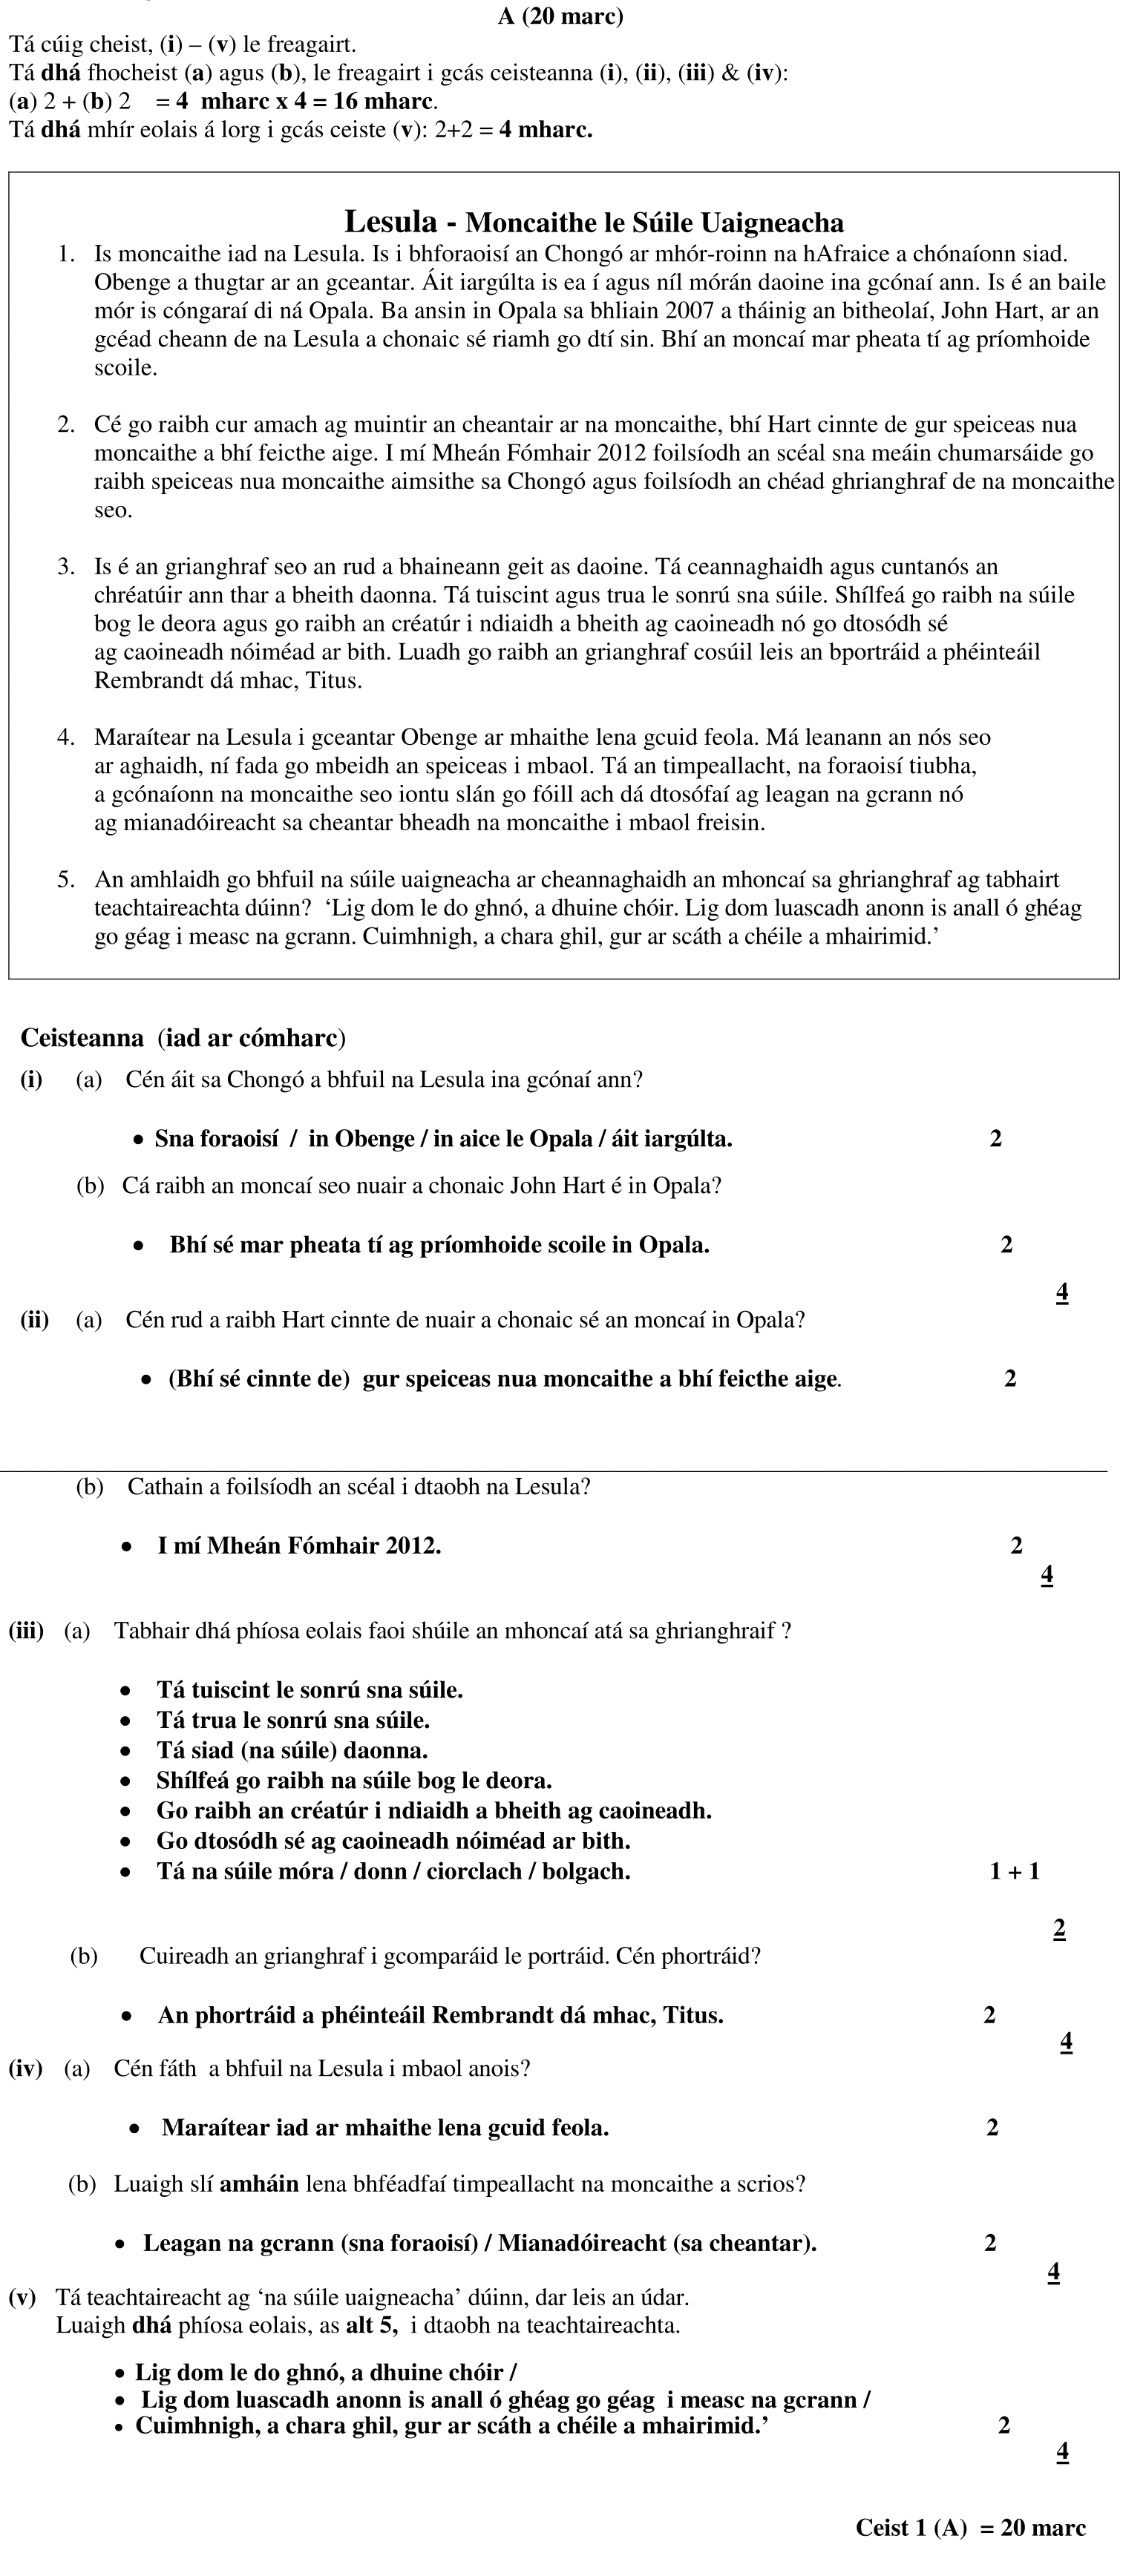 A (20 marc)
Tá cúig cheist, (i) – (v) le freagairt.
Tá dhá fhocheist (a) agus (b), le freagairt i gcás ceisteanna (i), (ii), (iii) & (iv):
(a) 2 + (b) 2 = 4 mharc x 4 = 16 mharc.
Tá dhá mhír eolais á lorg i gcás ceiste (v): 2+2 = 4 mharc.
Lesula - Moncaithe le Súile Uaigneacha
1. Is moncaithe iad na Lesula. Is i bhforaoisí an Chongó ar mhór-roinn na hAfraice a chónaíonn siad.
Obenge a thugtar ar an gceantar. Áit iargúlta is ea í agus níl mórán daoine ina gcónaí ann. Is é an baile
mór is cóngaraí di ná Opala. Ba ansin in Opala sa bhliain 2007 a tháinig an bitheolaí, John Hart, ar an
gcéad cheann de na Lesula a chonaic sé riamh go dtí sin. Bhí an moncaí mar pheata tí ag príomhoide
scoile.
2. Cé go raibh cur amach ag muintir an cheantair ar na moncaithe, bhí Hart cinnte de gur speiceas nua
moncaithe a bhí feicthe aige. I mí Mheán Fómhair 2012 foilsíodh an scéal sna meáin chumarsáide go
raibh speiceas nua moncaithe aimsithe sa Chongó agus foilsíodh an chéad ghrianghraf de na moncaithe
seo.
3. Is é an grianghraf seo an rud a bhaineann geit as daoine. Tá ceannaghaidh agus cuntanós an
chréatúir ann thar a bheith daonna. Tá tuiscint agus trua le sonrú sna súile. Shílfeá go raibh na súile
bog le deora agus go raibh an créatúr i ndiaidh a bheith ag caoineadh nó go dtosódh sé
ag caoineadh nóiméad ar bith. Luadh go raibh an grianghraf cosúil leis an bportráid a phéinteáil
Rembrandt dá mhac, Titus.
4. Maraítear na Lesula i gceantar Obenge ar mhaithe lena gcuid feola. Má leanann an nós seo
ar aghaidh, ní fada go mbeidh an speiceas i mbaol. Tá an timpeallacht, na foraoisí tiubha,
a gcónaíonn na moncaithe seo iontu slán go fóill ach dá dtosófaí ag leagan na gcrann nó
ag mianadóireacht sa cheantar bheadh na moncaithe i mbaol freisin.
5. An amhlaidh go bhfuil na súile uaigneacha ar cheannaghaidh an mhoncaí sa ghrianghraf ag tabhairt
teachtaireachta dúinn? ‘Lig dom le do ghnó, a dhuine chóir. Lig dom luascadh anonn is anall ó ghéag
go géag i measc na gcrann. Cuimhnigh, a chara ghil, gur ar scáth a chéile a mhairimid.’
Ceisteanna (iad ar cómharc)
(i) (a) Cén áit sa Chongó a bhfuil na Lesula ina gcónaí ann?
• Sna foraoisí / in Obenge / in aice le Opala / áit iargúlta. 2
(b) Cá raibh an moncaí seo nuair a chonaic John Hart é in Opala?
• Bhí sé mar pheata tí ag príomhoide scoile in Opala. 2
4
(ii) (a) Cén rud a raibh Hart cinnte de nuair a chonaic sé an moncaí in Opala?
• (Bhí sé cinnte de) gur speiceas nua moncaithe a bhí feicthe aige. 2
(b) Cathain a foilsíodh an scéal i dtaobh na Lesula?
• I mí Mheán Fómhair 2012. 2
4
(iii) (a) Tabhair dhá phíosa eolais faoi shúile an mhoncaí atá sa ghrianghraif ?
• Tá tuiscint le sonrú sna súile.
• Tá trua le sonrú sna súile.
• Tá siad (na súile) daonna.
• Shílfeá go raibh na súile bog le deora.
• Go raibh an créatúr i ndiaidh a bheith ag caoineadh.
• Go dtosódh sé ag caoineadh nóiméad ar bith.
• Tá na súile móra / donn / ciorclach / bolgach. 1 + 1
2
(b) Cuireadh an grianghraf i gcomparáid le portráid. Cén phortráid?
• An phortráid a phéinteáil Rembrandt dá mhac, Titus. 2
4
(iv) (a) Cén fáth a bhfuil na Lesula i mbaol anois?
• Maraítear iad ar mhaithe lena gcuid feola. 2
(b) Luaigh slí amháin lena bhféadfaí timpeallacht na moncaithe a scrios?
• Leagan na gcrann (sna foraoisí) / Mianadóireacht (sa cheantar). 2
4
(v) Tá teachtaireacht ag ‘na súile uaigneacha’ dúinn, dar leis an údar.
Luaigh dhá phíosa eolais, as alt 5, i dtaobh na teachtaireachta.
• Lig dom le do ghnó, a dhuine chóir /
• Lig dom luascadh anonn is anall ó ghéag go géag i measc na gcrann /
• Cuimhnigh, a chara ghil, gur ar scáth a chéile a mhairimid.’ 2
4
Ceist 1 (A) = 20 marc